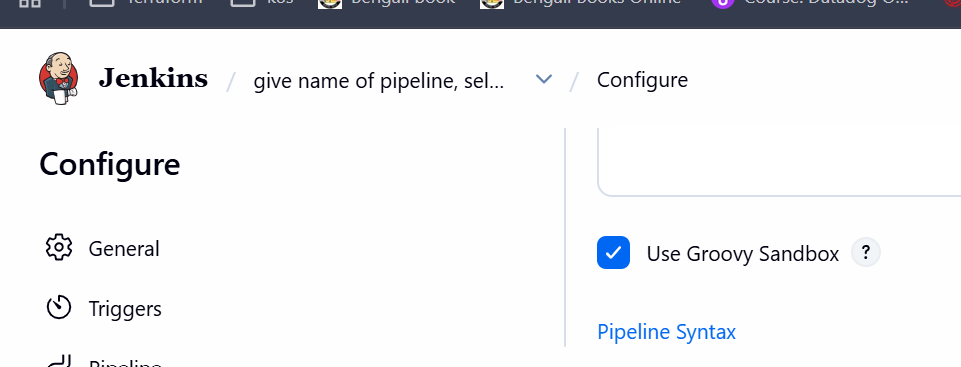 Terraform k8s Bengali book Bengali Books Online Course: Datadog O...
Jenkins / give name of pipeline, sel... / Configure
Configure
General
Triggers
Pipeline
Use Groovy Sandbox ?
Pipeline Syntax